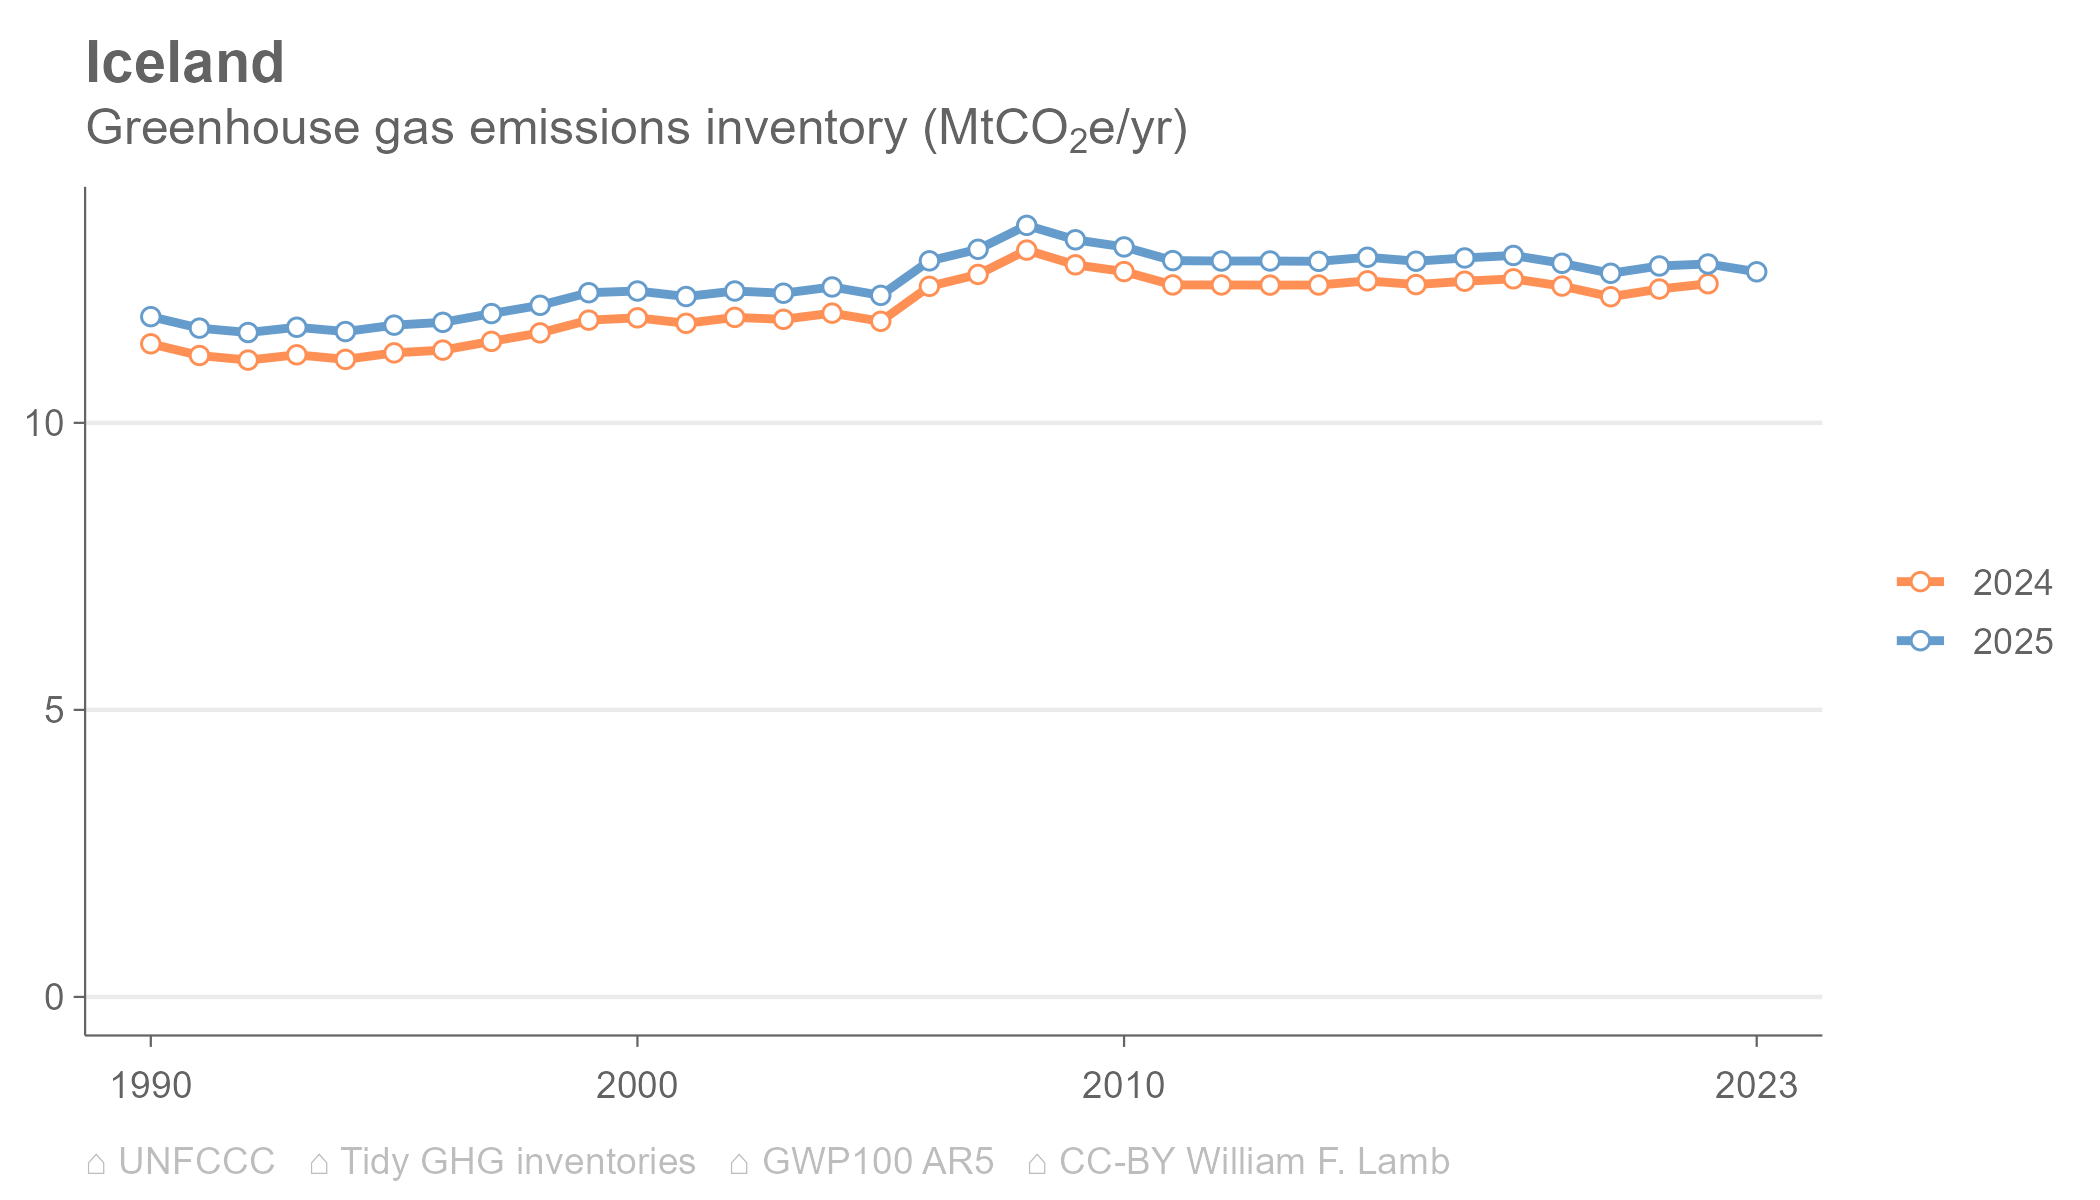 Iceland
Greenhouse gas emissions inventory (MtCO₂e/yr)
10
5
0
1990 2000 2010 2023
2024
2025
⌂ UNFCCC ⌂ Tidy GHG inventories ⌂ GWP100 AR5 ⌂ CC-BY William F. Lamb